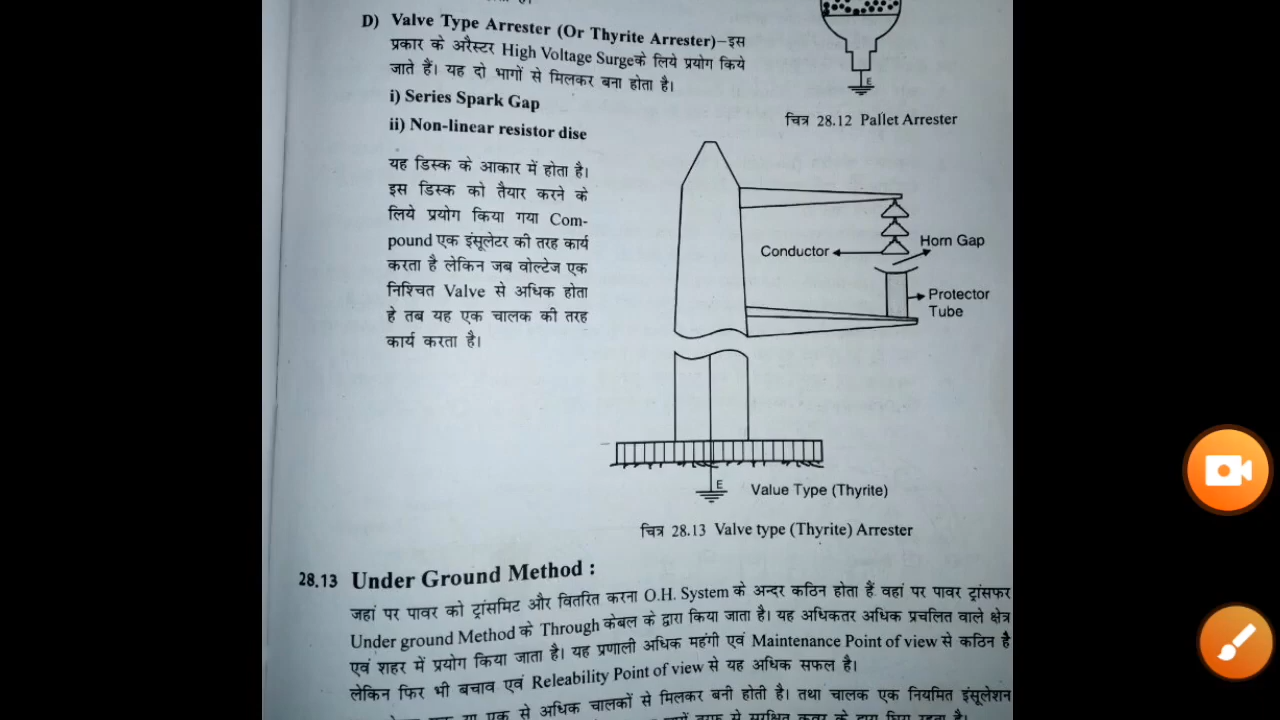 D) Valve Type Arrester (Or Thyrite Arrester)–इस
प्रकार के अरैस्टर High Voltage Surgeके लिये प्रयोग किये
जाते हैं। यह दो भागों से मिलकर बना होता है।
i) Series Spark Gap
ii) Non-linear resistor dise
यह डिस्क के आकार में होता है।
इस डिस्क को तैयार करने के
लिये प्रयोग किया गया Com-
pound एक इंसूलेटर की तरह कार्य
करता है लेकिन जब वोल्टेज एक
निश्चित Valve से अधिक होता
हे तब यह एक चालक की तरह
कार्य करता है।
E
चित्र 28.12 Pallet Arrester
Conductor
Horn Gap
Protector
Tube
E
Value Type (Thyrite)
चित्र 28.13 Valve type (Thyrite) Arrester
28.13 Under Ground Method :
जहां पर पावर को ट्रांसमिट और वितरित करना O.H. System के अन्दर कठिन होता हैं वहां पर पावर ट्रांसफर
Under ground Method के Through केबल के द्वारा किया जाता है। यह अधिकतर अधिक प्रचलित वाले क्षेत्र
एवं शहर में प्रयोग किया जाता है। यह प्रणाली अधिक महंगी एवं Maintenance Point of view से कठिन है
लेकिन फिर भी बचाव एवं Releability Point of view से यह अधिक सफल है।
एक से अधिक चालकों से मिलकर बनी होती है। तथा चालक एक नियमित इंसूलेशन